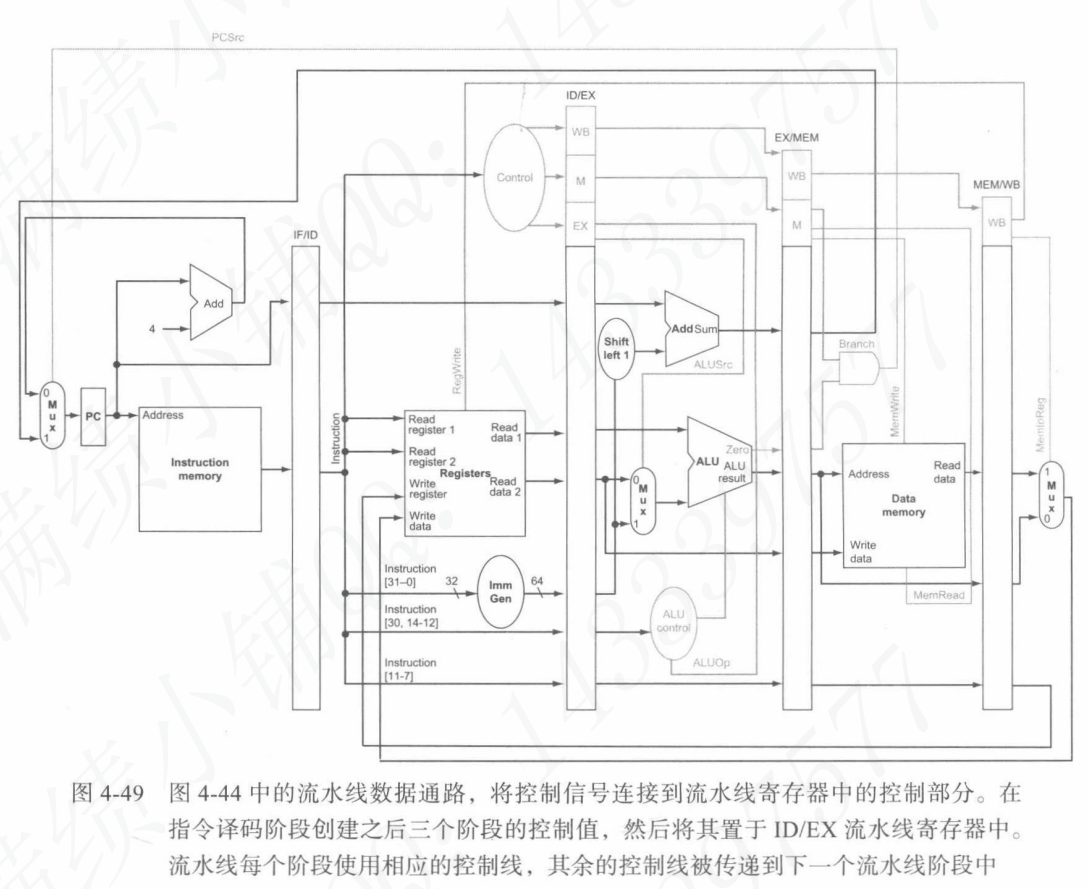 PCSrc
ID/EX
WB
EX/MEM
Control
M
WB
MEM/WB
EX
M
WB
IF/ID
Add
4
Add Sum
Shift left 1
Branch
ALUSrc
RegWrite
MemWrite
MemtoReg
0
M
u
x
1
PC
Address
Instruction memory
Instruction
Read register 1
Read data 1
Read register 2
Registers
Write register
Read data 2
Write data
0
M
u
x
1
Zero
ALU
ALU result
Address
Read data
Data memory
Write data
1
M
u
x
0
Instruction [31–0]
32
Imm Gen
64
MemRead
Instruction [30, 14-12]
ALU control
Instruction [11-7]
ALUOp
图 4-49 图 4-44 中的流水线数据通路，将控制信号连接到流水线寄存器中的控制部分。在
指令译码阶段创建之后三个阶段的控制值，然后将其置于 ID/EX 流水线寄存器中。
流水线每个阶段使用相应的控制线，其余的控制线被传递到下一个流水线阶段中
满绩小铺QQ: 1433397577